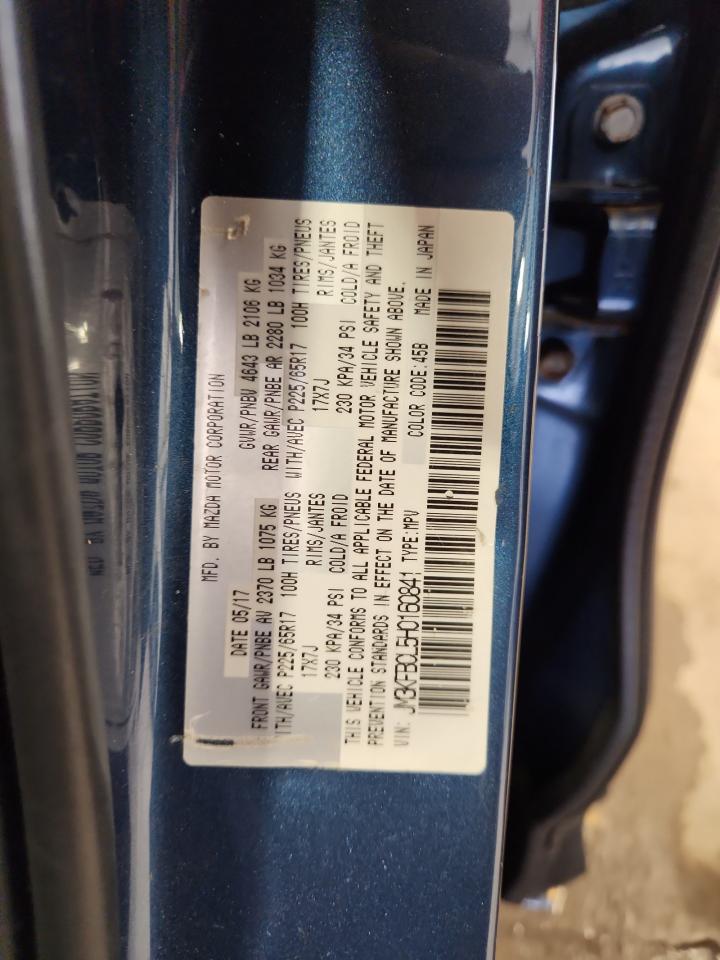 MFD. BY MAZDA MOTOR CORPORATION
DATE 05/17 GVWR/PNBV 4643 LB 2106 KG
FRONT GAWR/PNBE AV 2370 LB 1075 KG REAR GAWR/PNBE AR 2280 LB 1034 KG
ITH/AVEC P225/65R17 100H TIRES/PNEUS WITH/AVEC P225/65R17 100H TIRES/PNEUS
17X7J RIMS/JANTES 17X7J RIMS/JANTES
230 KPA/34 PSI COLD/A FROID 230 KPA/34 PSI COLD/A FROID
THIS VEHICLE CONFORMS TO ALL APPLICABLE FEDERAL MOTOR VEHICLE SAFETY AND THEFT
PREVENTION STANDARDS IN EFFECT ON THE DATE OF MANUFACTURE SHOWN ABOVE.
VIN: JM3KFBCL5H0160841 TYPE:MPV COLOR CODE:45B MADE IN JAPAN